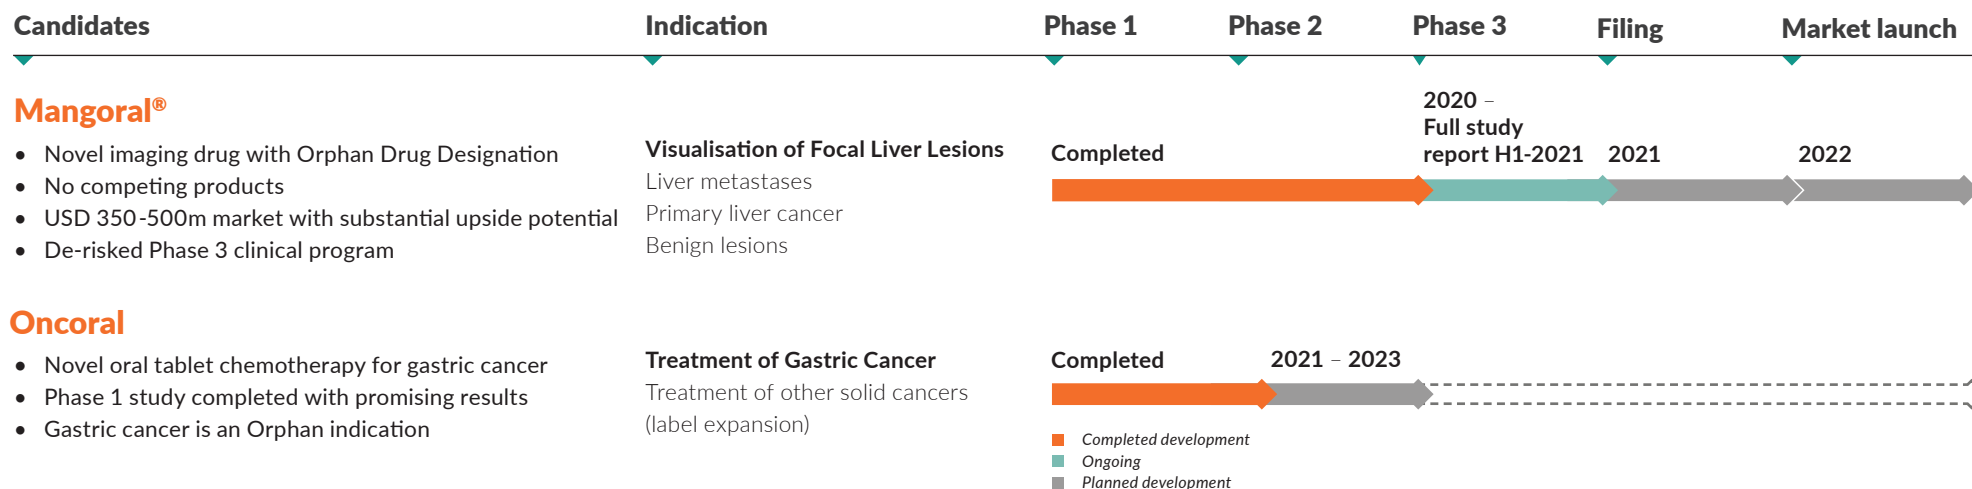 Candidates Indication Phase 1 Phase 2 Phase 3 Filing Market launch
Mangoral®
• Novel imaging drug with Orphan Drug Designation
• No competing products
• USD 350-500m market with substantial upside potential
• De-risked Phase 3 clinical program
Visualisation of Focal Liver Lesions
Liver metastases
Primary liver cancer
Benign lesions
Completed
2020 –
Full study
report H1-2021
2021
2022
Oncoral
• Novel oral tablet chemotherapy for gastric cancer
• Phase 1 study completed with promising results
• Gastric cancer is an Orphan indication
Treatment of Gastric Cancer
Treatment of other solid cancers
(label expansion)
Completed
2021 – 2023
Completed development
Ongoing
Planned development